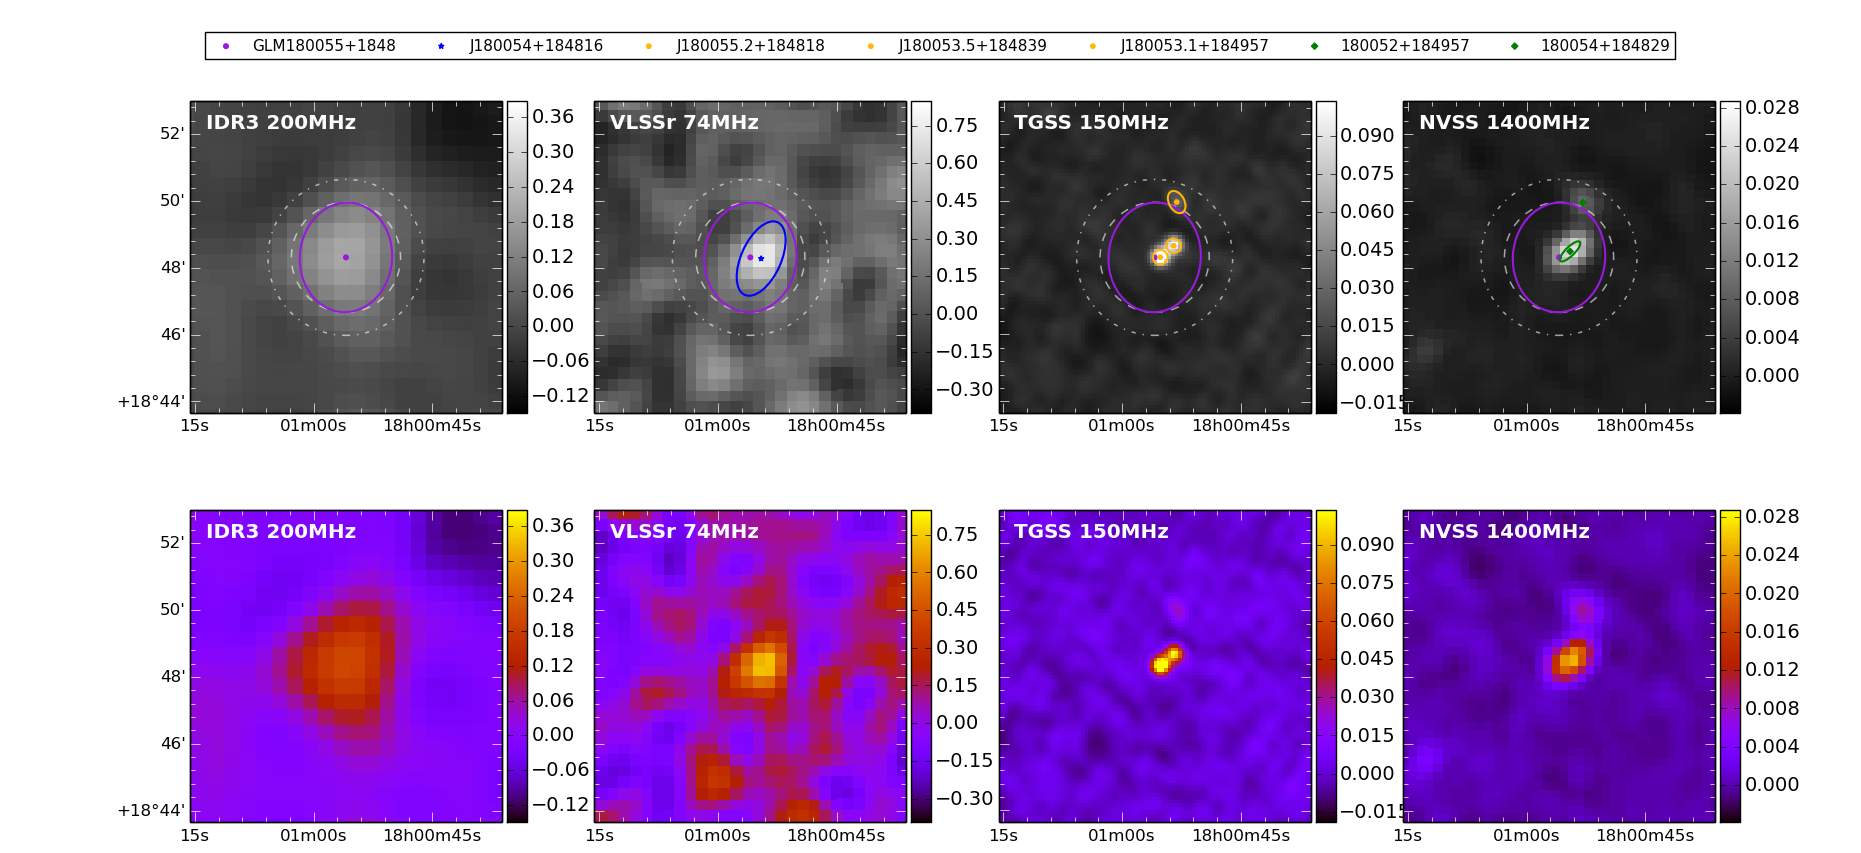 GLM180055+1848 J180054+184816 J180055.2+184818 J180053.5+184839 J180053.1+184957 180052+184957 180054+184829
IDR3 200MHz VLSSr 74MHz TGSS 150MHz NVSS 1400MHz
52' 50' 48' 46' +18°44'
0.36 0.30 0.24 0.18 0.12 0.06 0.00 −0.06 −0.12
0.75 0.60 0.45 0.30 0.15 0.00 −0.15 −0.30
0.090 0.075 0.060 0.045 0.030 0.015 0.000 −0.015
0.028 0.024 0.020 0.016 0.012 0.008 0.004 0.000
15s 01m00s 18h00m45s 15s 01m00s 18h00m45s 15s 01m00s 18h00m45s 15s 01m00s 18h00m45s
IDR3 200MHz VLSSr 74MHz TGSS 150MHz NVSS 1400MHz
52' 50' 48' 46' +18°44'
0.36 0.30 0.24 0.18 0.12 0.06 0.00 −0.06 −0.12
0.75 0.60 0.45 0.30 0.15 0.00 −0.15 −0.30
0.090 0.075 0.060 0.045 0.030 0.015 0.000 −0.015
0.028 0.024 0.020 0.016 0.012 0.008 0.004 0.000
15s 01m00s 18h00m45s 15s 01m00s 18h00m45s 15s 01m00s 18h00m45s 15s 01m00s 18h00m45s